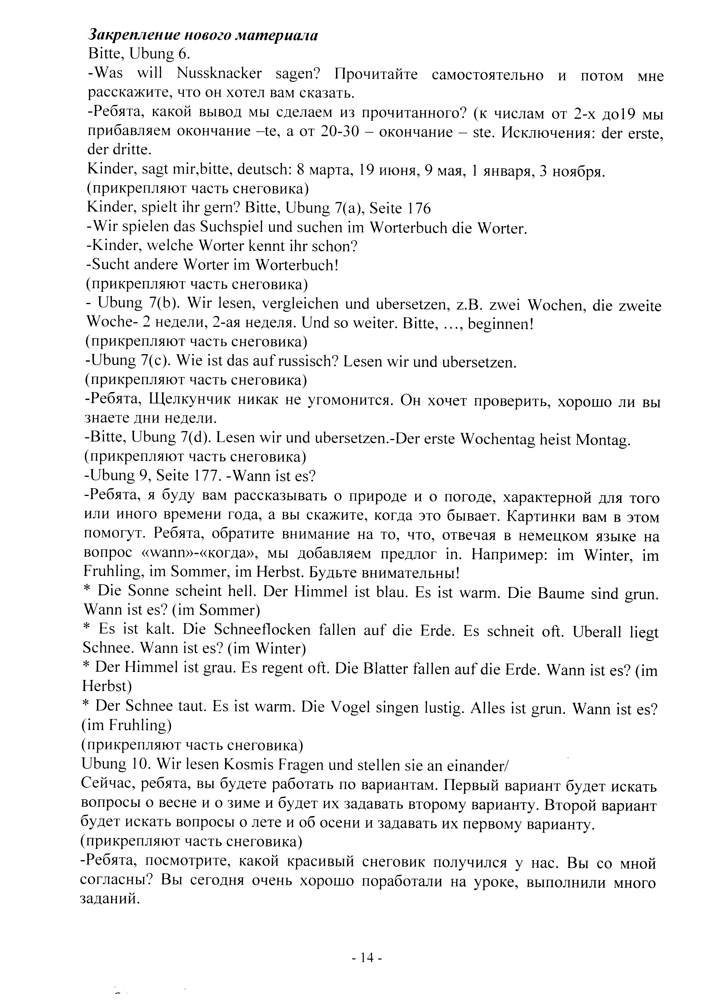 Закрепление нового материала
Bitte, Ubung 6.
-Was will Nussknacker sagen? Прочитайте самостоятельно и потом мне
расскажите, что он хотел вам сказать.
-Ребята, какой вывод мы сделаем из прочитанного? (к числам от 2-х до19 мы
прибавляем окончание –te, а от 20-30 – окончание – ste. Исключения: der erste,
der dritte.
Kinder, sagt mir,bitte, deutsch: 8 марта, 19 июня, 9 мая, 1 января, 3 ноября.
(прикрепляют часть снеговика)
Kinder, spielt ihr gern? Bitte, Ubung 7(a), Seite 176
-Wir spielen das Suchspiel und suchen im Worterbuch die Worter.
-Kinder, welche Worter kennt ihr schon?
-Sucht andere Worter im Worterbuch!
(прикрепляют часть снеговика)
- Ubung 7(b). Wir lesen, vergleichen und ubersetzen, z.B. zwei Wochen, die zweite
Woche- 2 недели, 2-ая неделя. Und so weiter. Bitte, …, beginnen!
(прикрепляют часть снеговика)
-Ubung 7(c). Wie ist das auf russisch? Lesen wir und ubersetzen.
(прикрепляют часть снеговика)
-Ребята, Щелкунчик никак не угомонится. Он хочет проверить, хорошо ли вы
знаете дни недели.
-Bitte, Ubung 7(d). Lesen wir und ubersetzen.-Der erste Wochentag heist Montag.
(прикрепляют часть снеговика)
-Ubung 9, Seite 177. -Wann ist es?
-Ребята, я буду вам рассказывать о природе и о погоде, характерной для того
или иного времени года, а вы скажите, когда это бывает. Картинки вам в этом
помогут. Ребята, обратите внимание на то, что, отвечая в немецком языке на
вопрос «wann»-«когда», мы добавляем предлог in. Например: im Winter, im
Fruhling, im Sommer, im Herbst. Будьте внимательны!
* Die Sonne scheint hell. Der Himmel ist blau. Es ist warm. Die Baume sind grun.
Wann ist es? (im Sommer)
* Es ist kalt. Die Schneeflocken fallen auf die Erde. Es schneit oft. Uberall liegt
Schnee. Wann ist es? (im Winter)
* Der Himmel ist grau. Es regent oft. Die Blatter fallen auf die Erde. Wann ist es? (im
Herbst)
* Der Schnee taut. Es ist warm. Die Vogel singen lustig. Alles ist grun. Wann ist es?
(im Fruhling)
(прикрепляют часть снеговика)
Ubung 10. Wir lesen Kosmis Fragen und stellen sie an einander/
Сейчас, ребята, вы будете работать по вариантам. Первый вариант будет искать
вопросы о весне и о зиме и будет их задавать второму варианту. Второй вариант
будет искать вопросы о лете и об осени и задавать их первому варианту.
(прикрепляют часть снеговика)
-Ребята, посмотрите, какой красивый снеговик получился у нас. Вы со мной
согласны? Вы сегодня очень хорошо поработали на уроке, выполнили много
заданий.
- 14 -